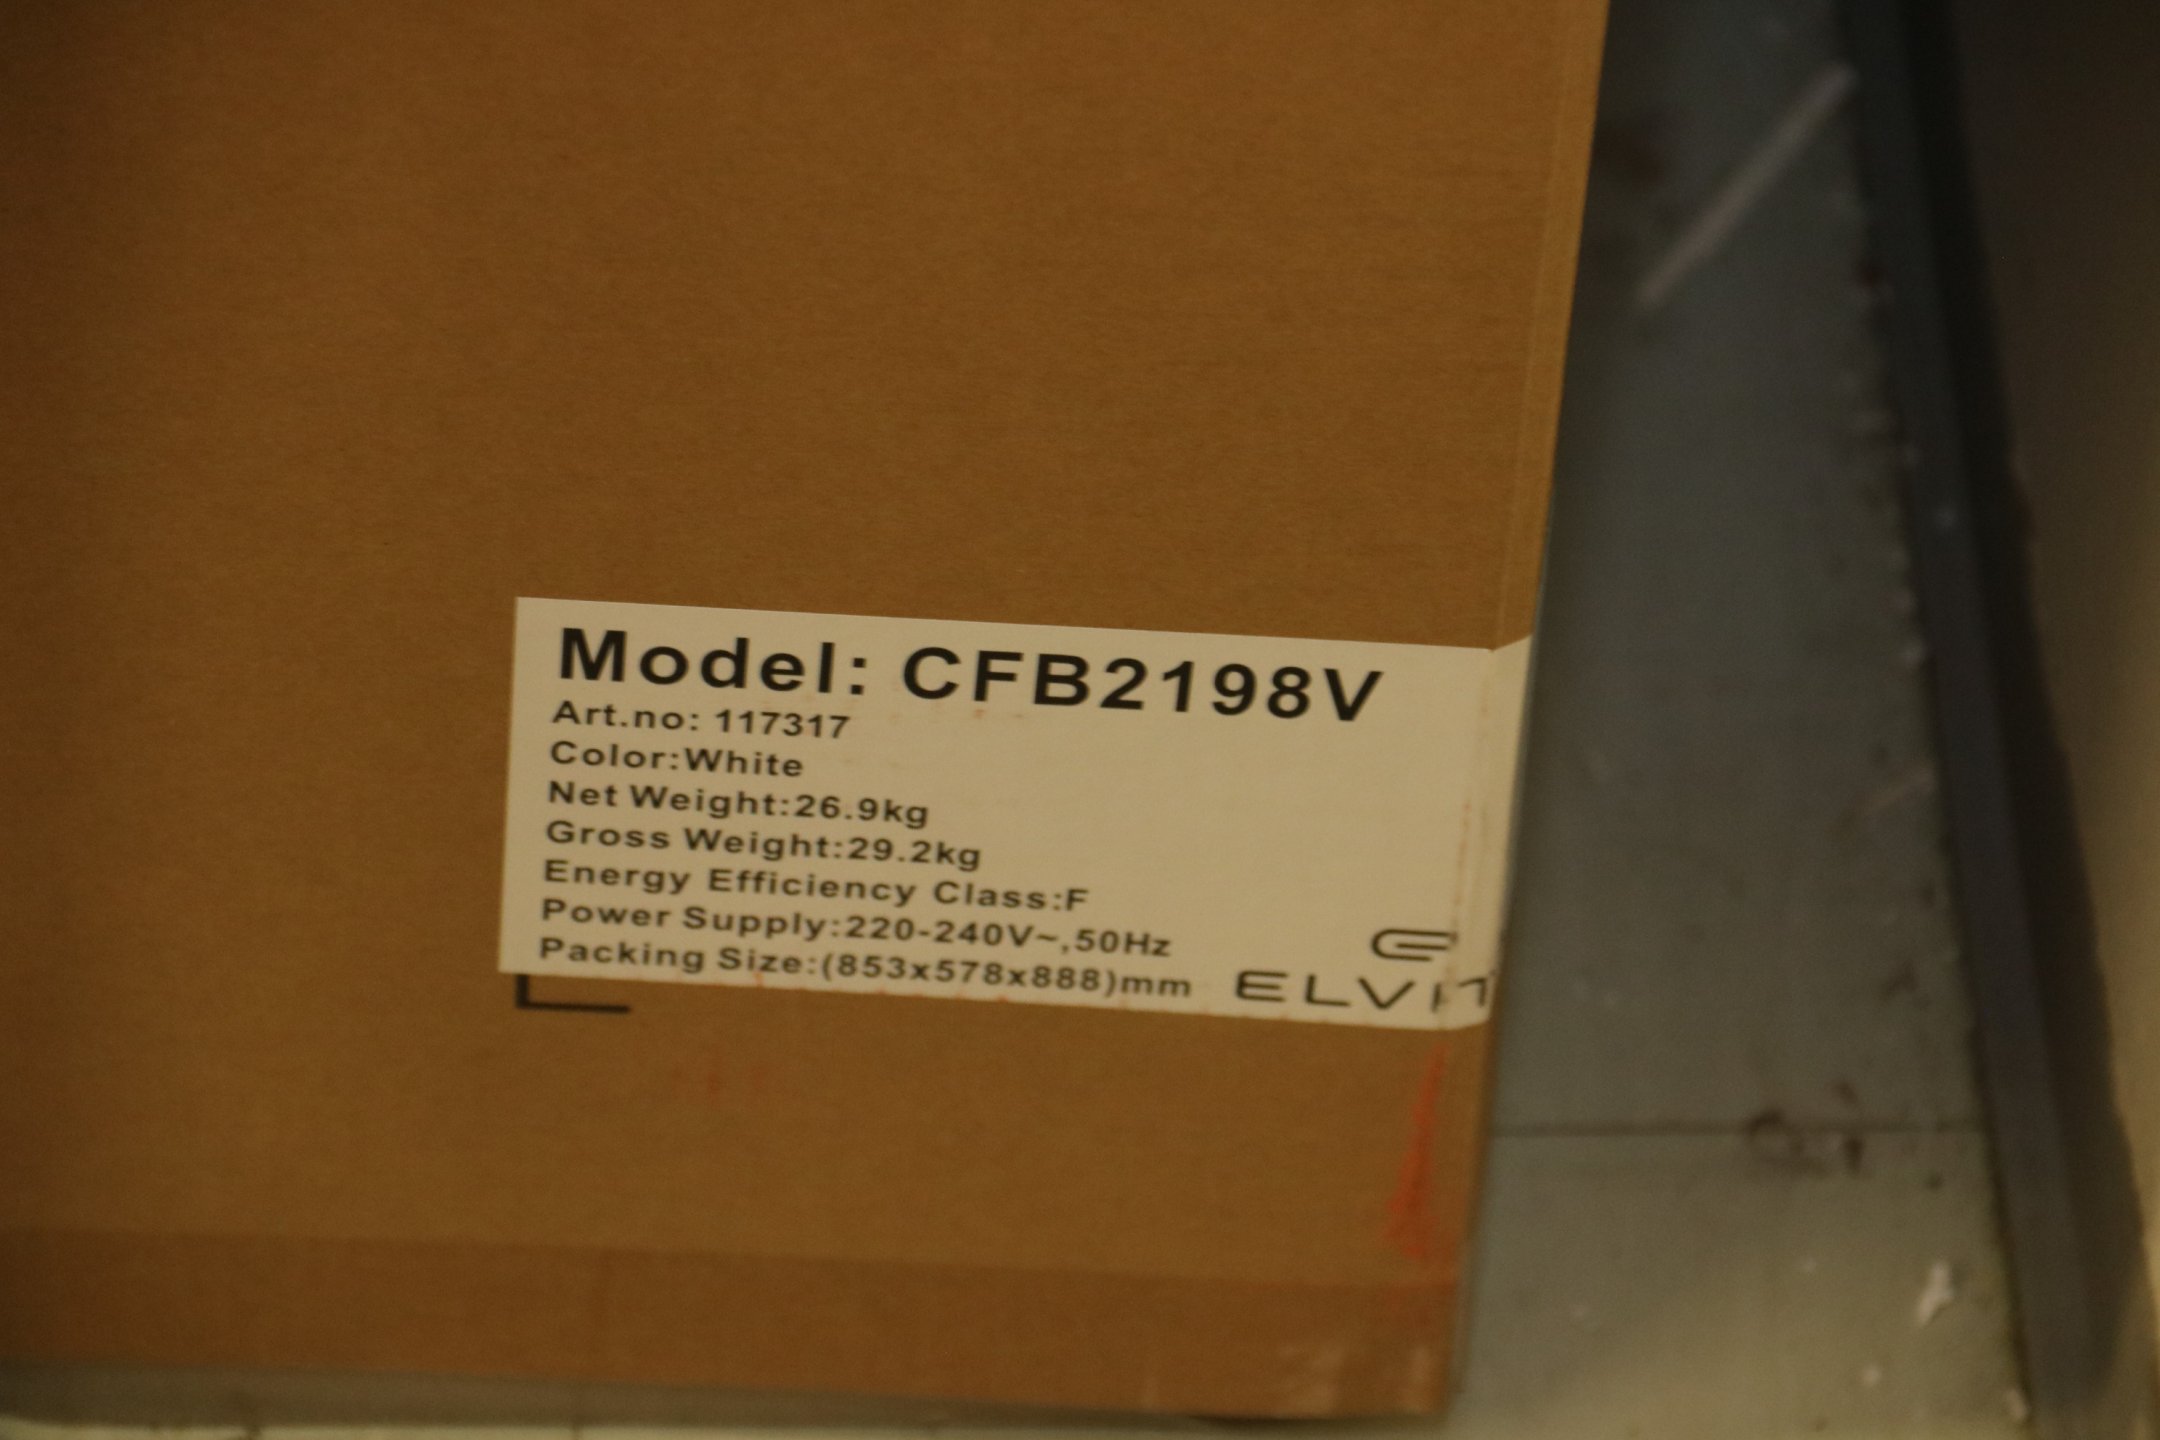 Model: CFB2198V
Art.no: 117317
Color:White
Net Weight:26.9kg
Gross Weight:29.2kg
Energy Efficiency Class:F
Power Supply:220-240V~,50Hz
Packing Size:(853x578x888)mm
ELVIT